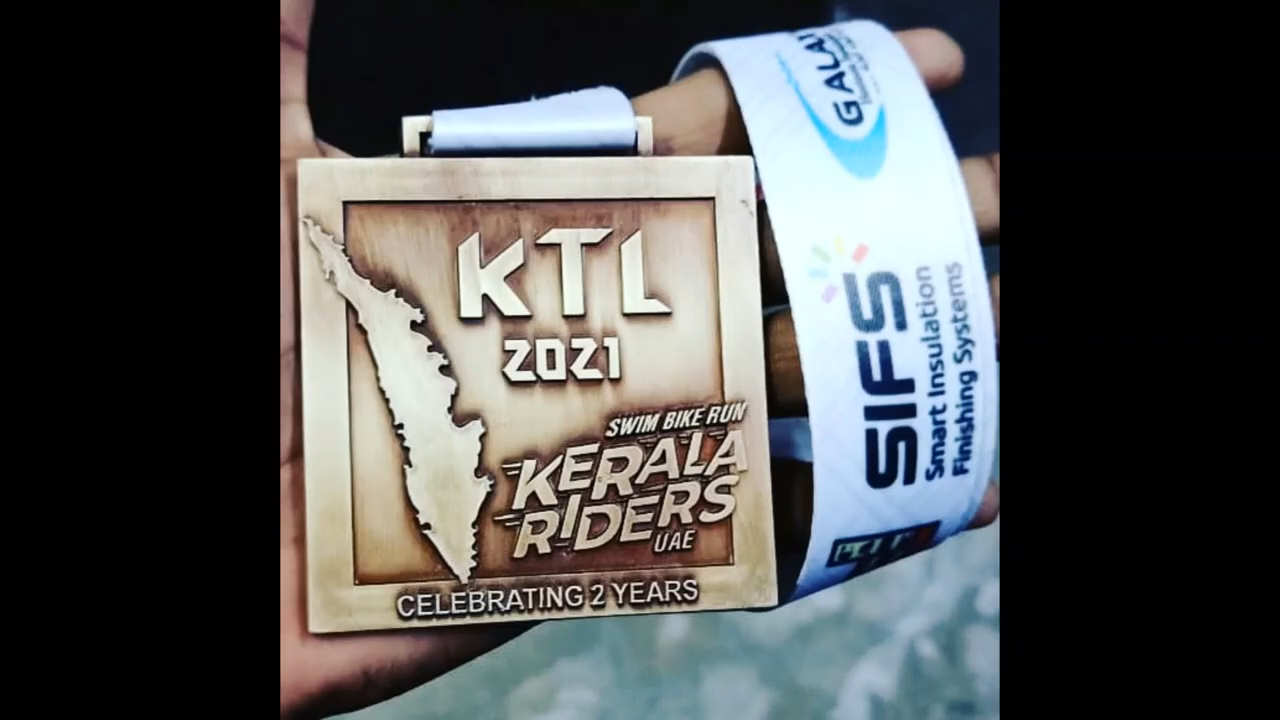 KTL
2021
SWIM BIKE RUN
KERALA
RIDERS
UAE
CELEBRATING 2 YEARS
SIFS
Smart Insulation
Finishing Systems